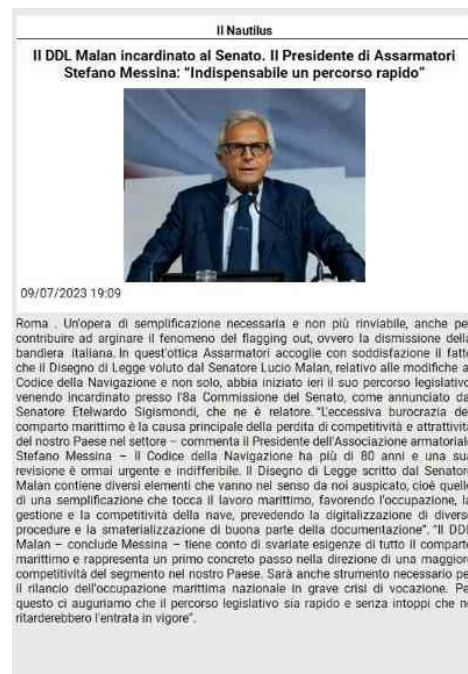 Il Nautilus
Il DDL Malan incardinato al Senato. Il Presidente di Assarmatori
Stefano Messina: "Indispensabile un percorso rapido"
09/07/2023 19:09
Roma . Un'opera di semplificazione necessaria e non più rinviabile, anche pe
contribuire ad arginare il fenomeno del flagging out, ovvero la dismissione della
bandiera italiana. In quest'ottica Assarmatori accoglie con soddisfazione il fatto
che il Disegno di Legge voluto dal Senatore Lucio Malan, relativo alle modifiche a
Codice della Navigazione e non solo, abbia iniziato ieri il suo percorso legislativo
venendo incardinato presso l'8a Commissione del Senato, come annunciato da
Senatore Etelwardo Sigismondi, che ne è relatore. "L'eccessiva burocrazia de
comparto marittimo è la causa principale della perdita di competitività e attrattività
del nostro Paese nel settore – commenta il Presidente dell'Associazione armatoriale
Stefano Messina – Il Codice della Navigazione ha più di 80 anni e una sua
revisione è ormai urgente e indifferibile. Il Disegno di Legge scritto dal Senatore
Malan contiene diversi elementi che vanno nel senso da noi auspicato, cioè quello
di una semplificazione che tocca il lavoro marittimo, favorendo l'occupazione, la
gestione e la competitività della nave, prevedendo la digitalizzazione di diverse
procedure e la smaterializzazione di buona parte della documentazione". "Il DDL
Malan – conclude Messina – tiene conto di svariate esigenze di tutto il comparto
marittimo e rappresenta un primo concreto passo nella direzione di una maggiore
competitività del segmento nel nostro Paese. Sarà anche strumento necessario pe
il rilancio dell'occupazione marittima nazionale in grave crisi di vocazione. Pe
questo ci auguriamo che il percorso legislativo sia rapido e senza intoppi che ne
ritarderebbero l'entrata in vigore".